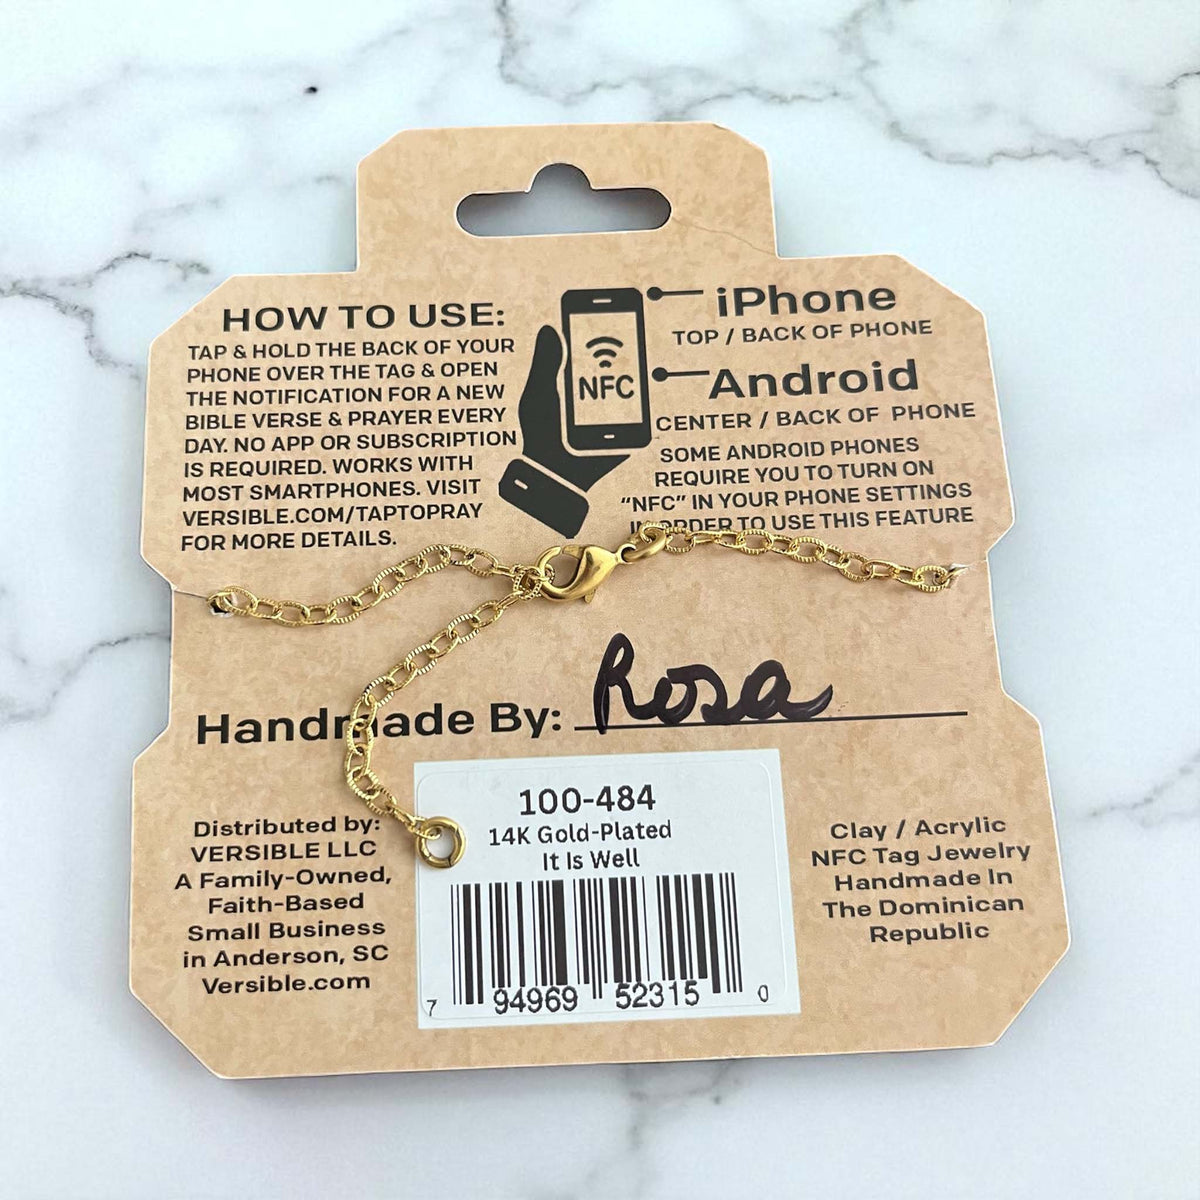 HOW TO USE:
TAP & HOLD THE BACK OF YOUR
PHONE OVER THE TAG & OPEN
THE NOTIFICATION FOR A NEW
BIBLE VERSE & PRAYER EVERY
DAY. NO APP OR SUBSCRIPTION
IS REQUIRED. WORKS WITH
MOST SMARTPHONES. VISIT
VERSIBLE.COM/TAPTOPRAY
FOR MORE DETAILS.
NFC
iPhone
TOP / BACK OF PHONE
Android
CENTER / BACK OF PHONE
SOME ANDROID PHONES
REQUIRE YOU TO TURN ON
“NFC” IN YOUR PHONE SETTINGS
IN ORDER TO USE THIS FEATURE
Handmade By: Rosa
Distributed by:
VERSIBLE LLC
A Family-Owned,
Faith-Based
Small Business
in Anderson, SC
Versible.com
100-484
14K Gold-Plated
It Is Well
7 94969 52315 0
Clay / Acrylic
NFC Tag Jewelry
Handmade In
The Dominican
Republic